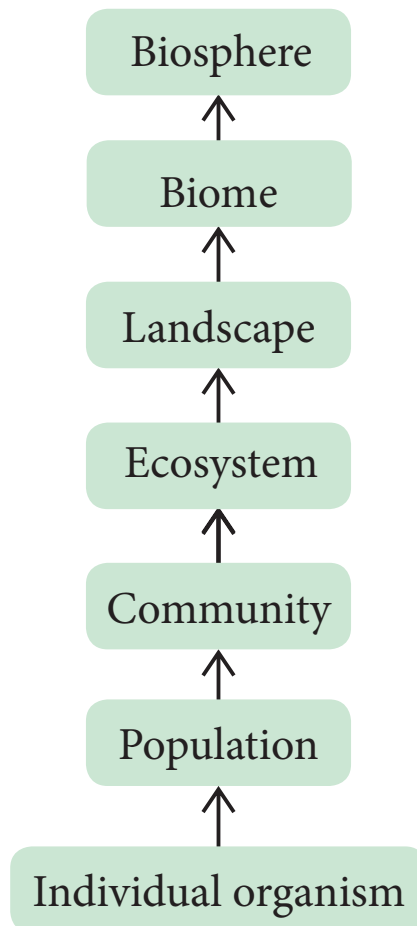 Biosphere
Biome
Landscape
Ecosystem
Community
Population
Individual organism